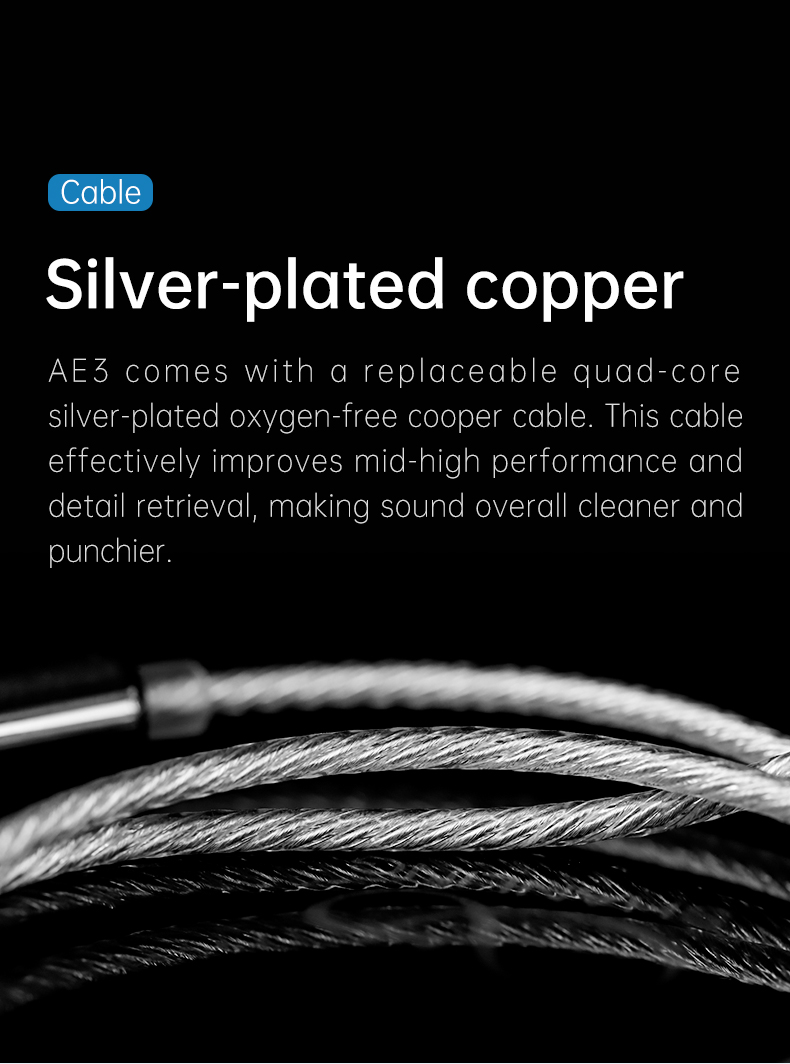 Cable
Silver-plated copper
AE3 comes with a replaceable quad-core
silver-plated oxygen-free cooper cable. This cable
effectively improves mid-high performance and
detail retrieval, making sound overall cleaner and
punchier.